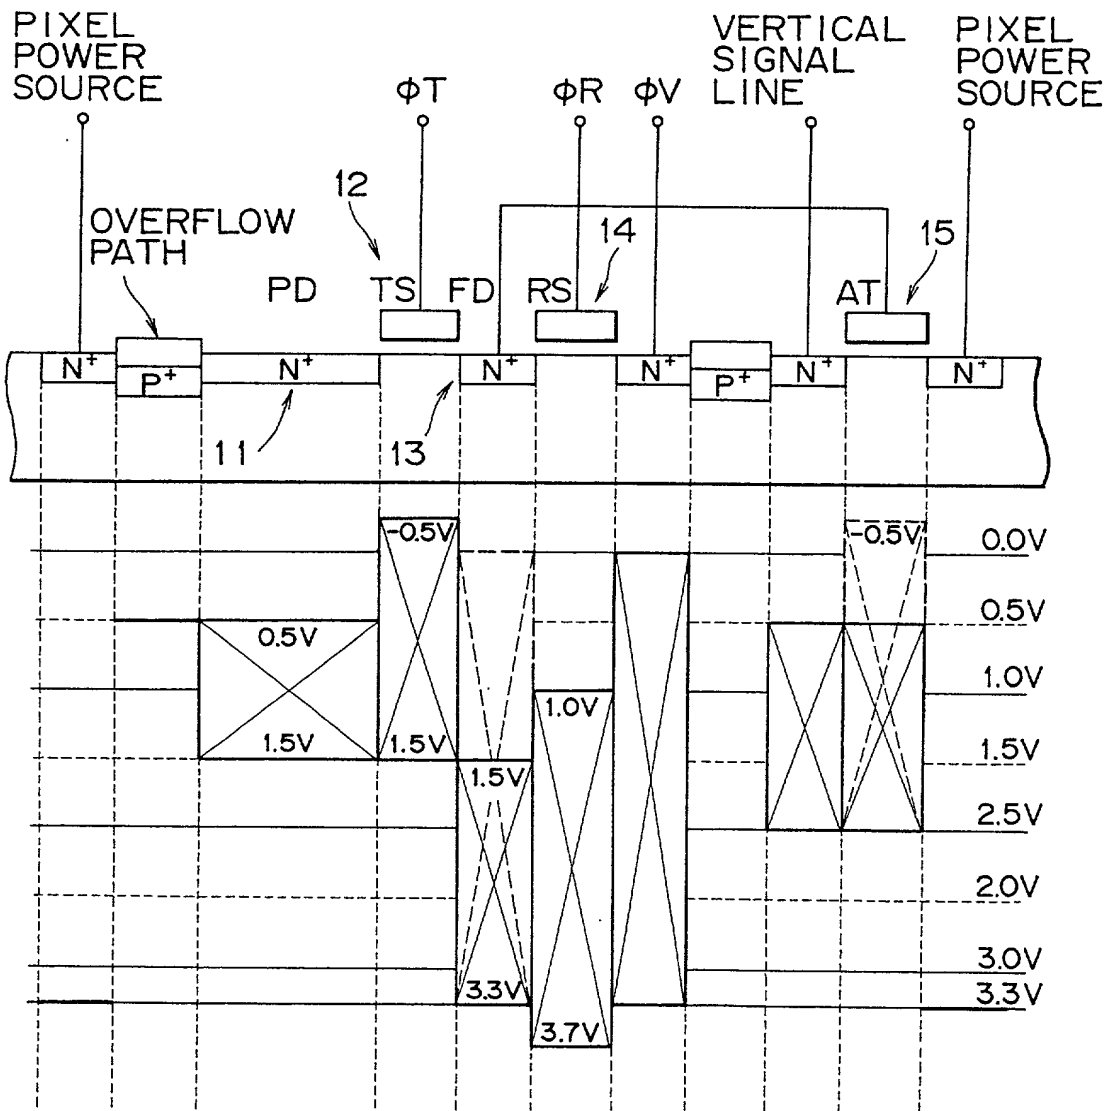 PIXEL
POWER
SOURCE
ϕT
ϕR
ϕV
VERTICAL
SIGNAL
LINE
PIXEL
POWER
SOURCE
OVERFLOW
PATH
12
14
15
PD
TS
FD
RS
AT
N+
P+
N+
N+
N+
P+
N+
N+
11
13
-0.5V
-0.5V
0.0V
0.5V
0.5V
1.0V
1.0V
1.5V
1.5V
1.5V
1.5V
2.5V
2.0V
3.0V
3.3V
3.3V
3.7V